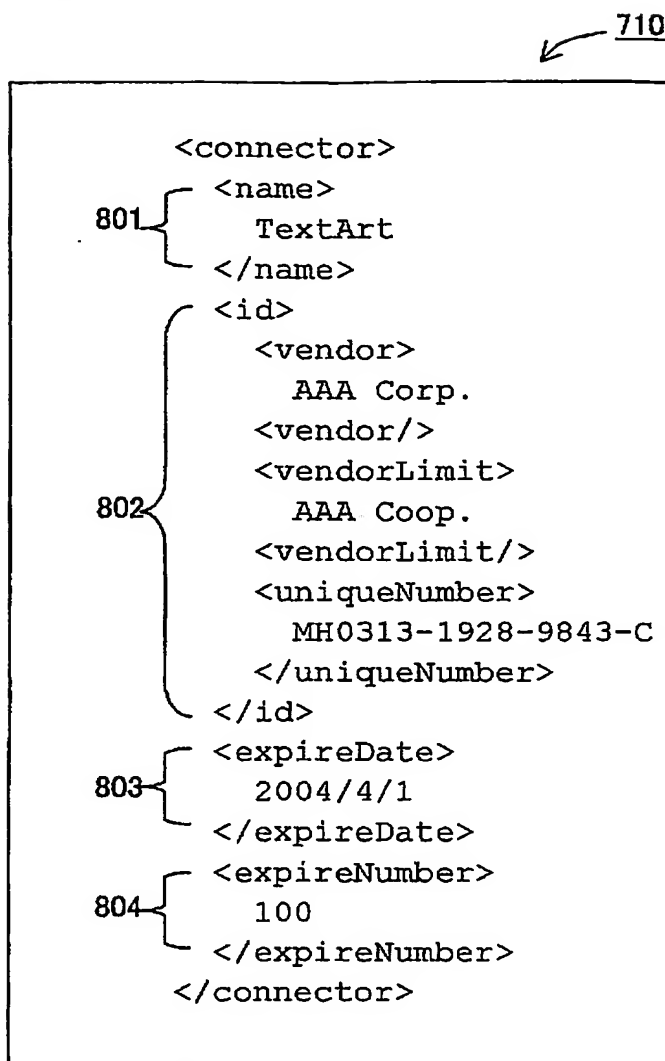 710
<connector>
<name>
801
TextArt
</name>
<id>
<vendor>
AAA Corp.
<vendor/>
<vendorLimit>
802
AAA Coop.
<vendorLimit/>
<uniqueNumber>
MH0313-1928-9843-C
</uniqueNumber>
</id>
<expireDate>
803
2004/4/1
</expireDate>
<expireNumber>
804
100
</expireNumber>
</connector>